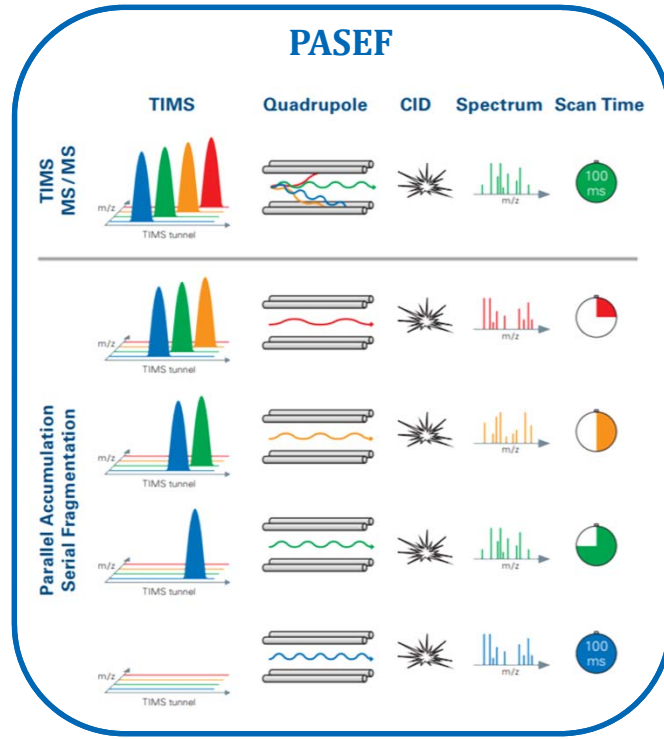 PASEF
TIMS Quadrupole CID Spectrum Scan Time
TIMS
MS / MS
m/z
TIMS tunnel
m/z
100
ms
Parallel Accumulation
Serial Fragmentation
m/z
TIMS tunnel
m/z
m/z
TIMS tunnel
m/z
m/z
TIMS tunnel
m/z
m/z
TIMS tunnel
m/z
100
ms